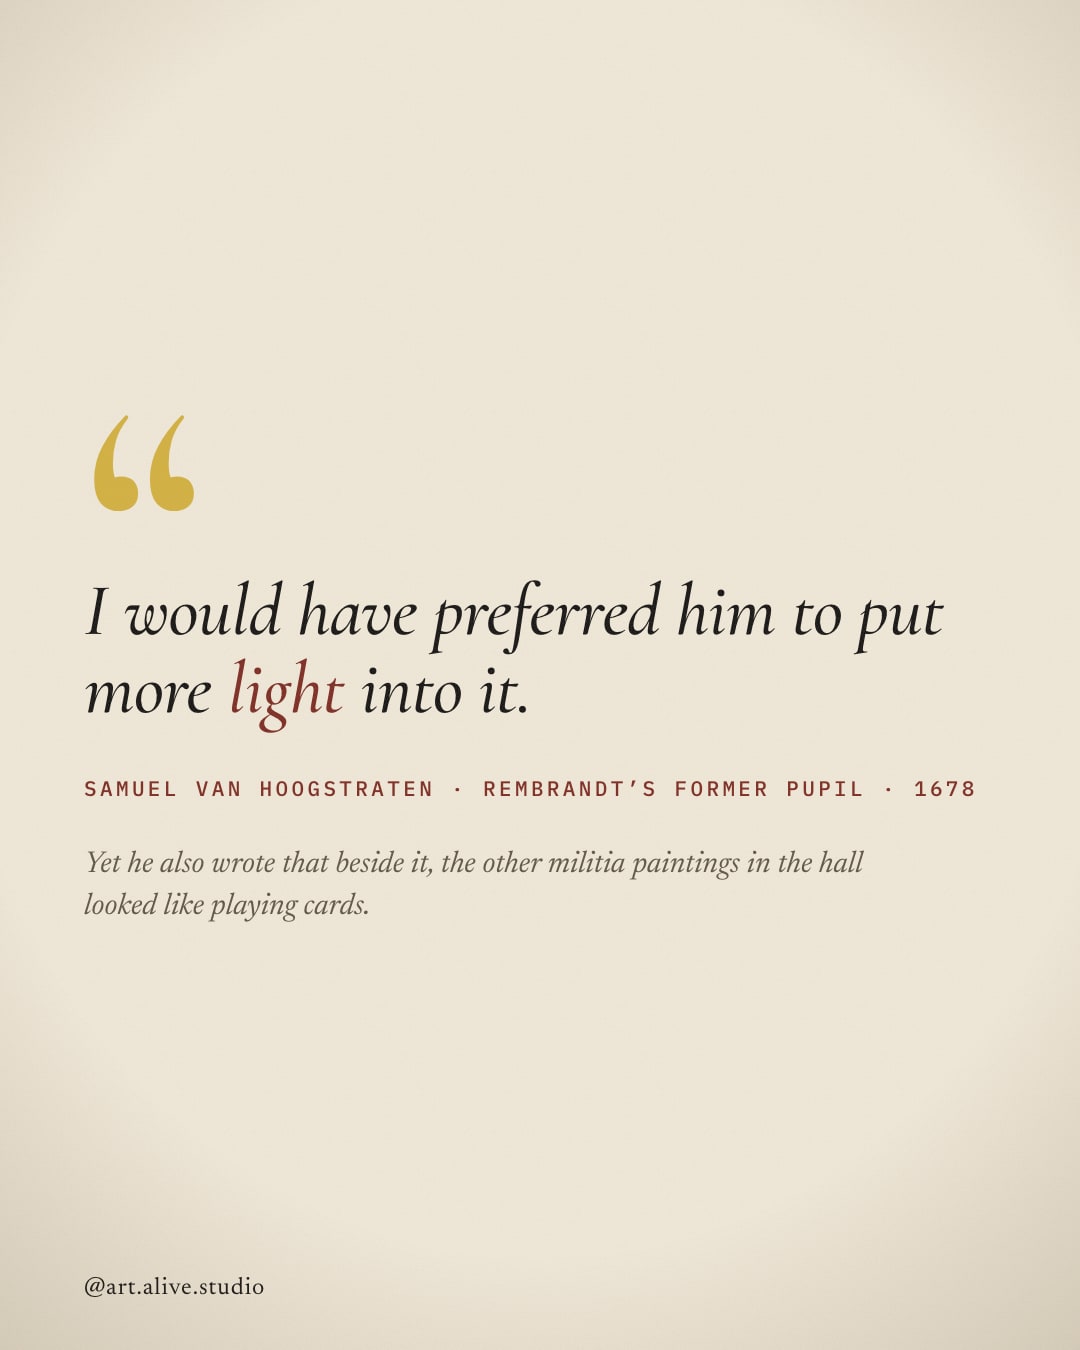 “
I would have preferred him to put
more light into it.
SAMUEL VAN HOOGSTRATEN · REMBRANDT’S FORMER PUPIL · 1678
Yet he also wrote that beside it, the other militia paintings in the hall
looked like playing cards.
@art.alive.studio